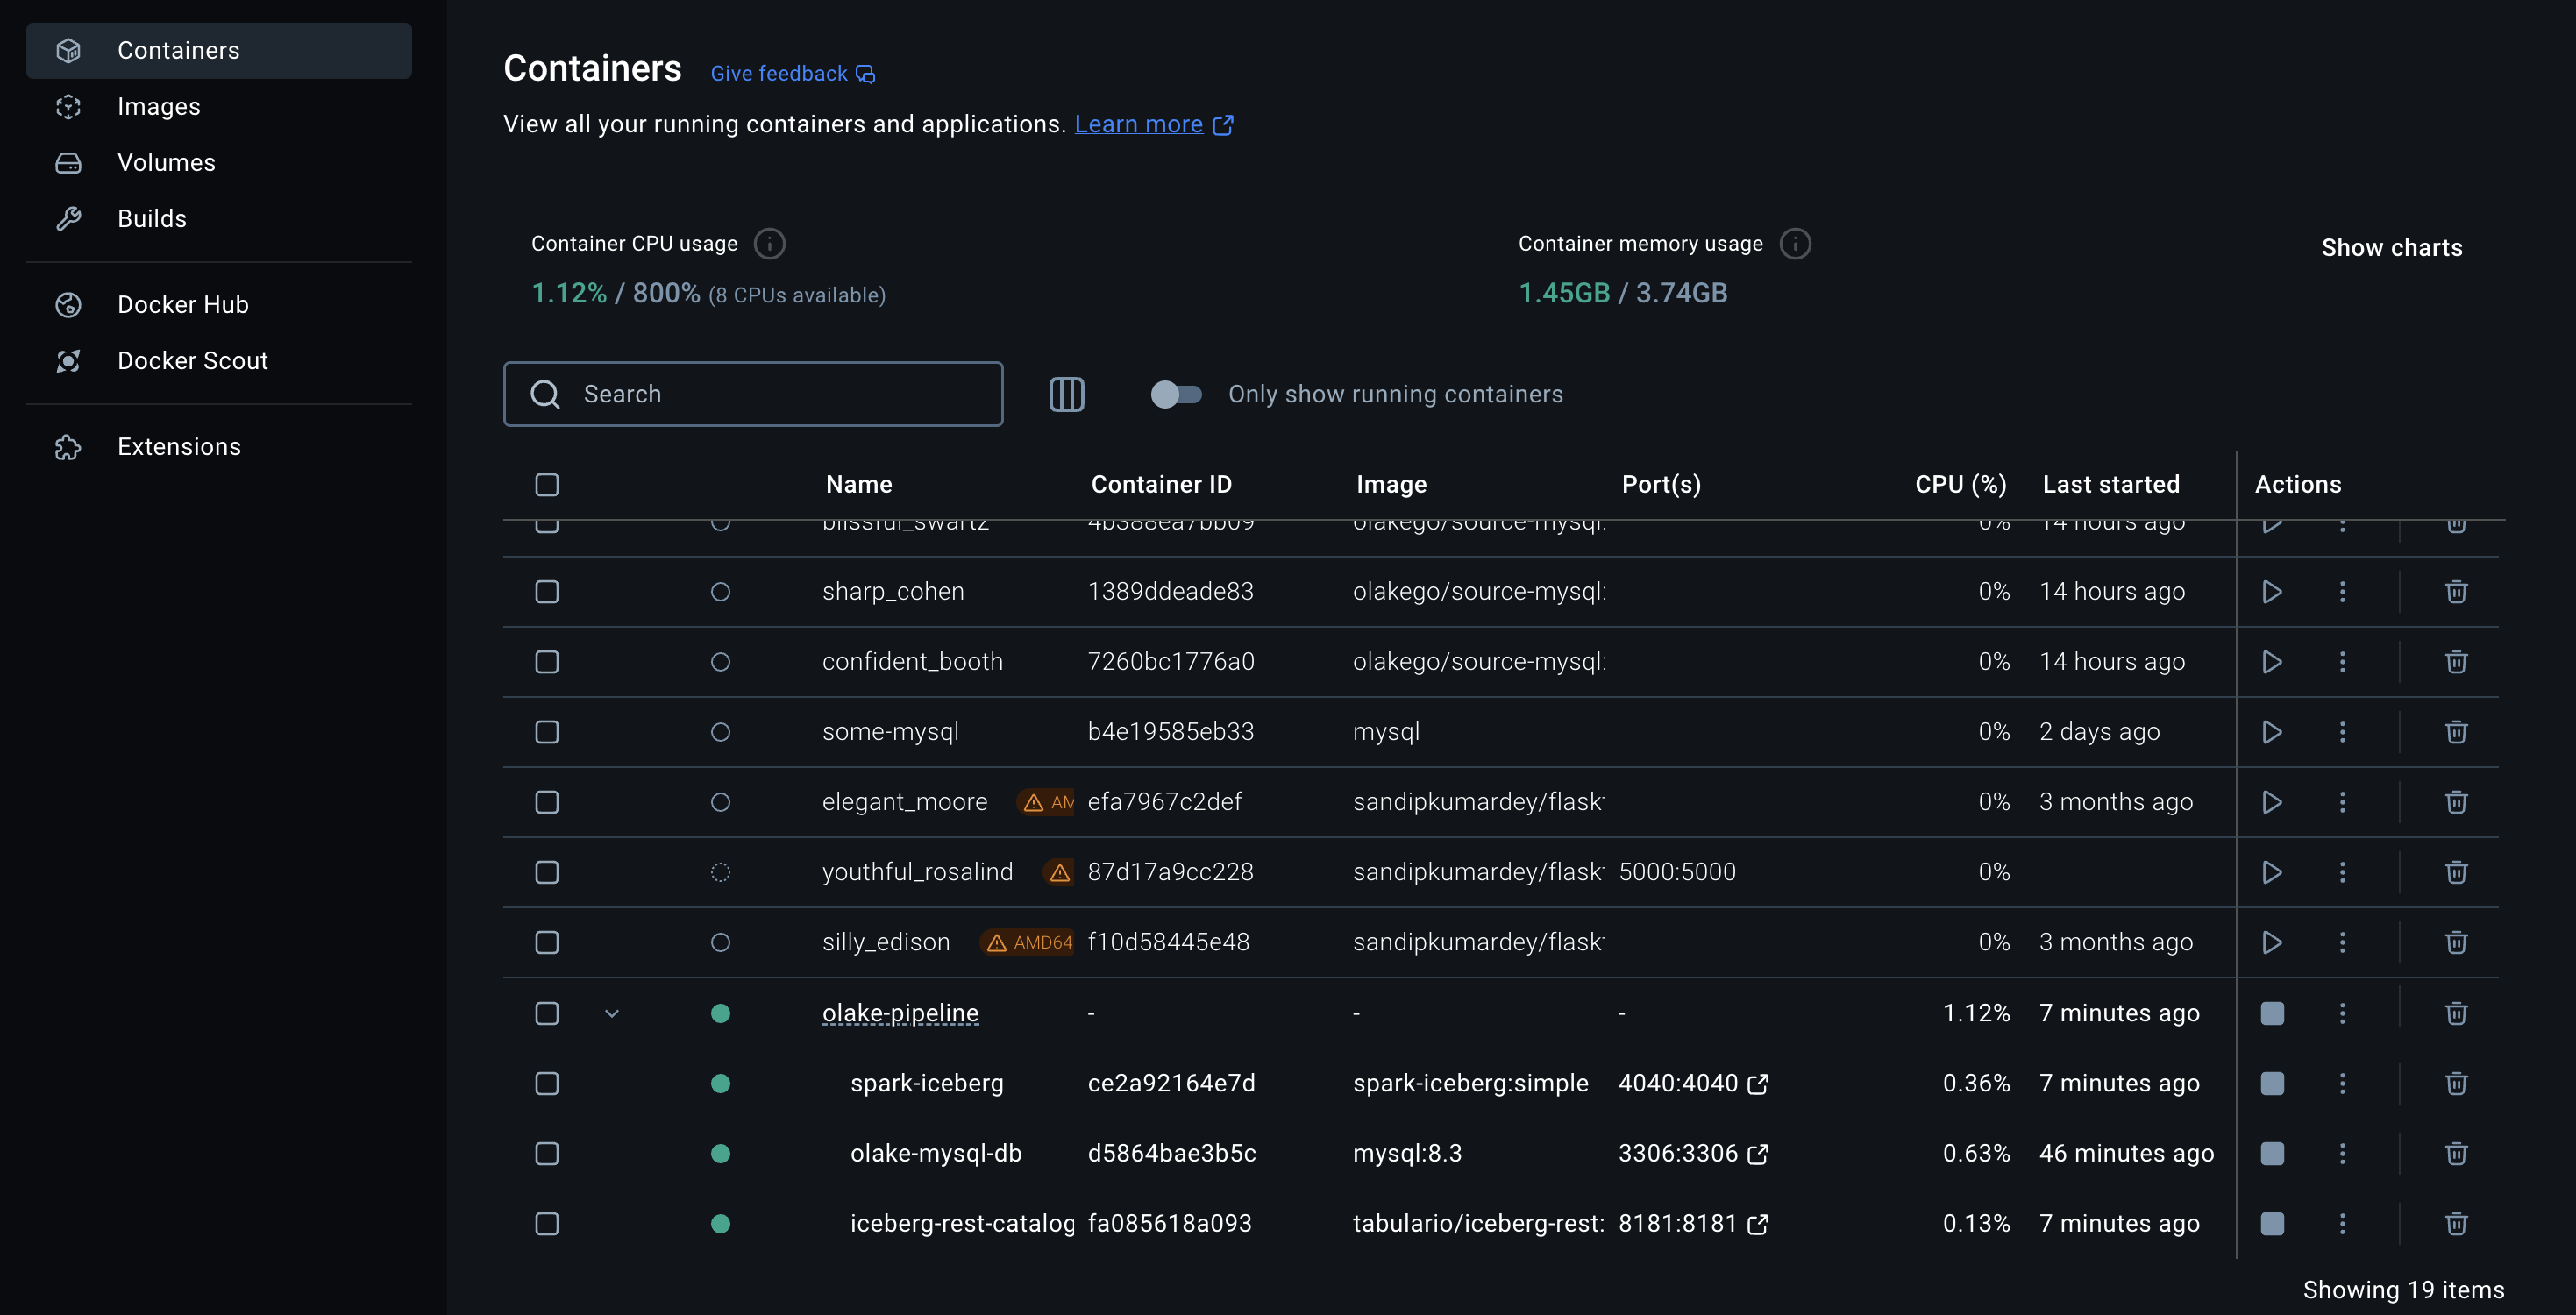 Containers
Images
Volumes
Builds
Docker Hub
Docker Scout
Extensions
Containers Give feedback
View all your running containers and applications. Learn more
Container CPU usage
1.12% / 800% (8 CPUs available)
Container memory usage
1.45GB / 3.74GB
Show charts
Search
Only show running containers
Name Container ID Image Port(s) CPU (%) Last started Actions
blissful_swartz 4b388ea7bb09 olakego/source-mysql: 0% 14 hours ago
sharp_cohen 1389ddeade83 olakego/source-mysql: 0% 14 hours ago
confident_booth 7260bc1776a0 olakego/source-mysql: 0% 14 hours ago
some-mysql b4e19585eb33 mysql 0% 2 days ago
elegant_moore AM efa7967c2def sandipkumardey/flask 0% 3 months ago
youthful_rosalind 87d17a9cc228 sandipkumardey/flask 5000:5000 0%
silly_edison AMD64 f10d58445e48 sandipkumardey/flask 0% 3 months ago
olake-pipeline - - - 1.12% 7 minutes ago
spark-iceberg ce2a92164e7d spark-iceberg:simple 4040:4040 0.36% 7 minutes ago
olake-mysql-db d5864bae3b5c mysql:8.3 3306:3306 0.63% 46 minutes ago
iceberg-rest-catalog fa085618a093 tabulario/iceberg-rest: 8181:8181 0.13% 7 minutes ago
Showing 19 items